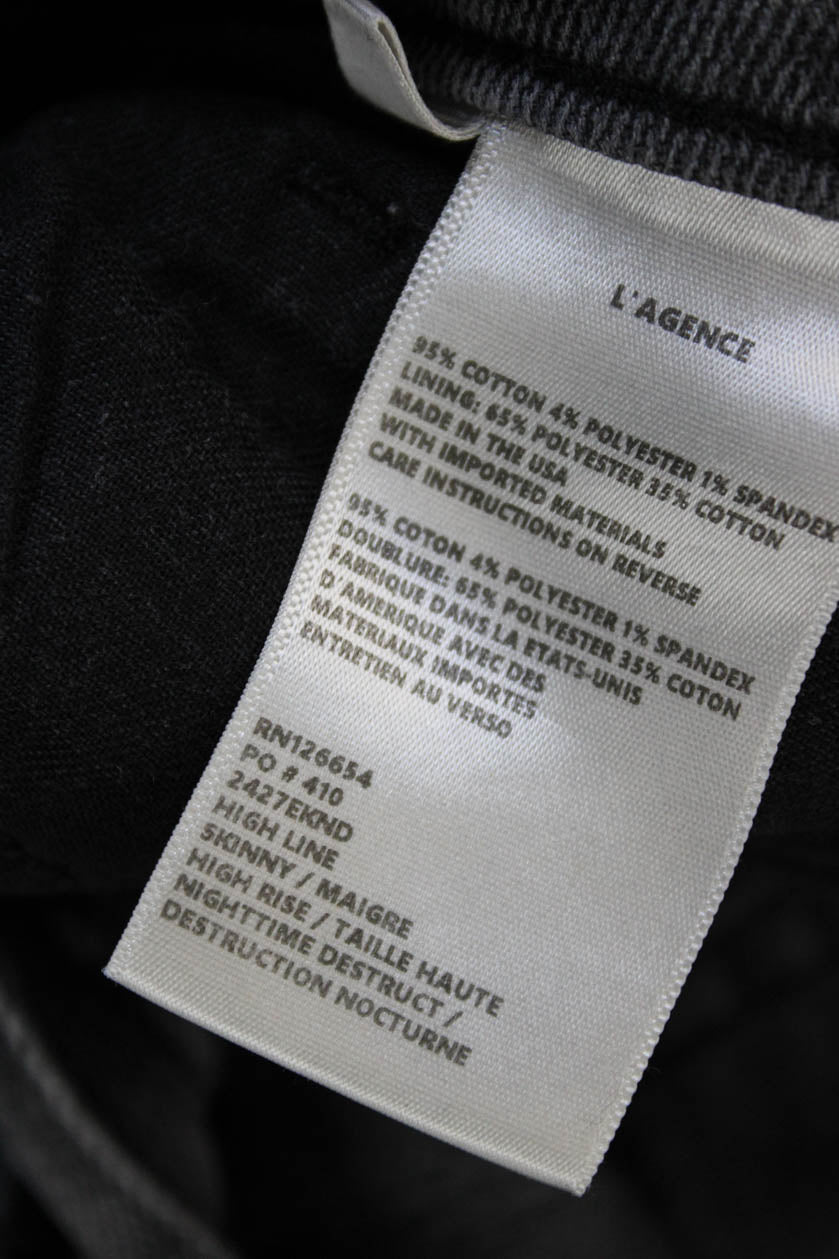 L'AGENCE
95% COTTON 4% POLYESTER 1% SPANDEX
LINING: 65% POLYESTER 35% COTTON
MADE IN THE USA
WITH IMPORTED MATERIALS
CARE INSTRUCTIONS ON REVERSE
95% COTON 4% POLYESTER 1% SPANDEX
DOUBLURE: 65% POLYESTER 35% COTON
FABRIQUE DANS LA ETATS-UNIS
D'AMERIQUE AVEC DES
MATERIAUX IMPORTES
ENTRETIEN AU VERSO
RN126654
PO # 410
2427EKND
HIGH LINE
SKINNY / MAIGRE
HIGH RISE / TAILLE HAUTE
NIGHTTIME DESTRUCT /
DESTRUCTION NOCTURNE